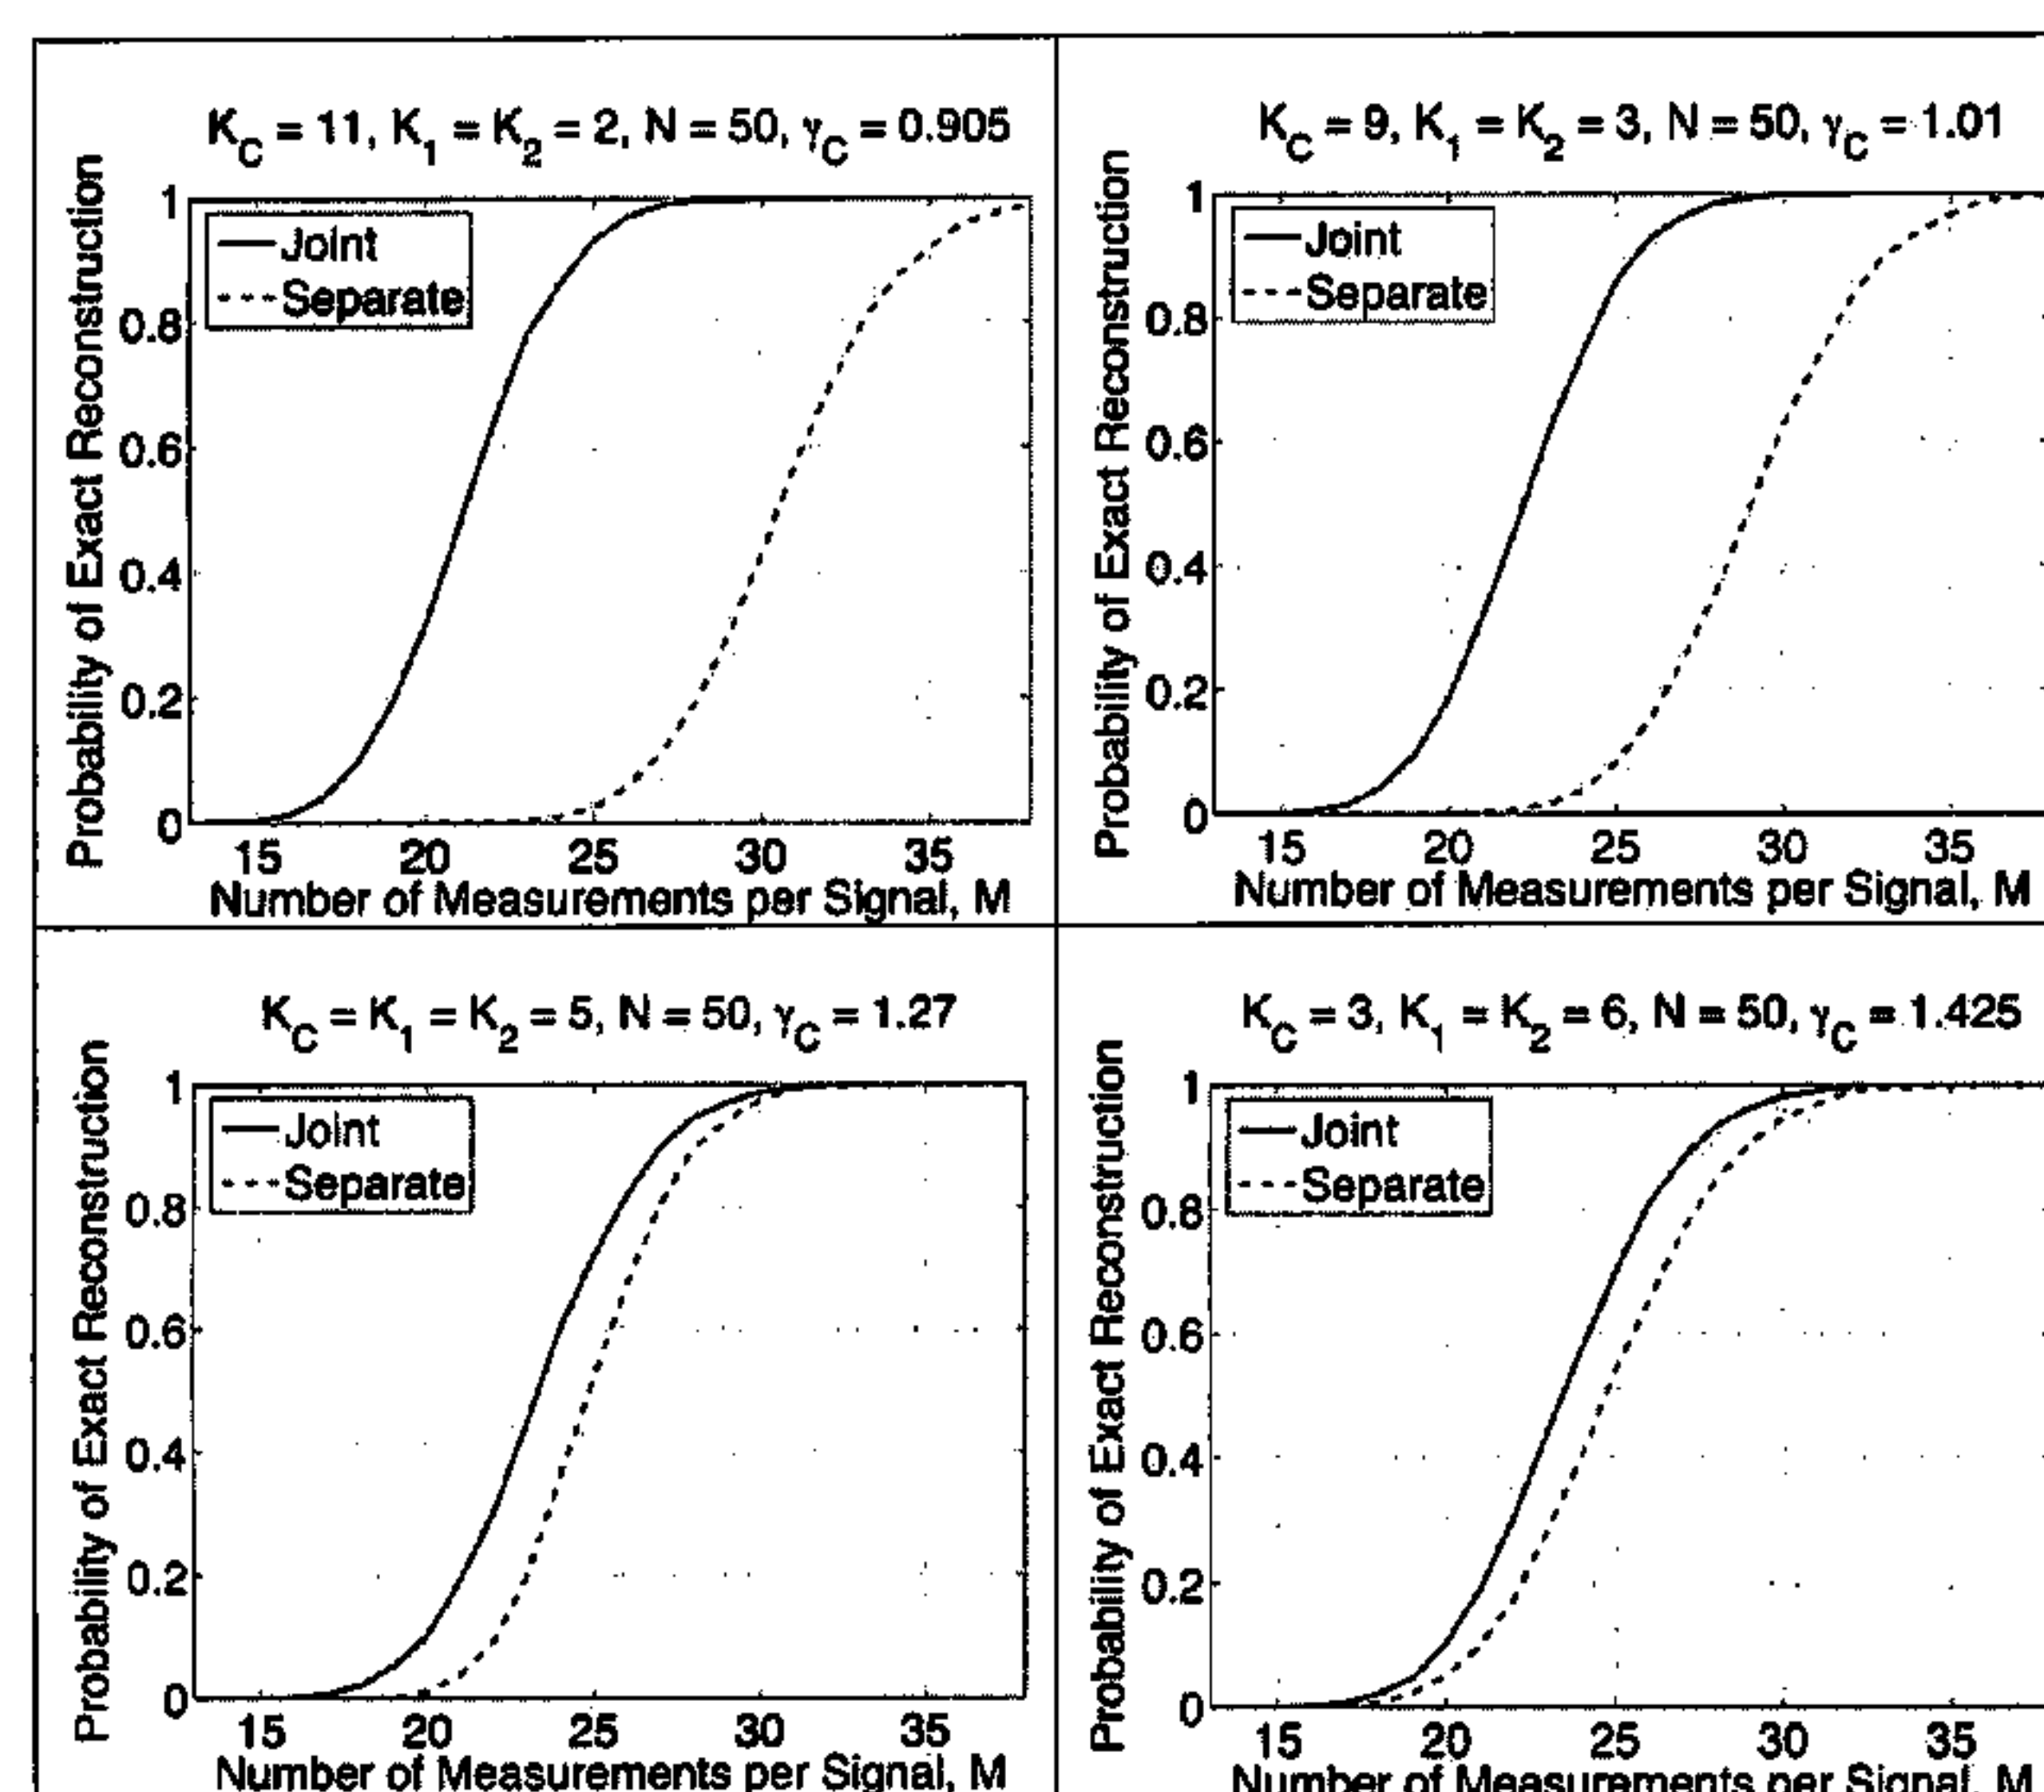 K_C = 11, K_1 = K_2 = 2, N = 50, γ_C = 0.905
Probability of Exact Reconstruction
1
0.8
0.6
0.4
0.2
0
Joint
Separate
15 20 25 30 35
Number of Measurements per Signal, M
K_C = 9, K_1 = K_2 = 3, N = 50, γ_C = 1.01
Probability of Exact Reconstruction
1
0.8
0.6
0.4
0.2
0
Joint
Separate
15 20 25 30 35
Number of Measurements per Signal, M
K_C = K_1 = K_2 = 5, N = 50, γ_C = 1.27
Probability of Exact Reconstruction
1
0.8
0.6
0.4
0.2
0
Joint
Separate
15 20 25 30 35
Number of Measurements per Signal, M
K_C = 3, K_1 = K_2 = 6, N = 50, γ_C = 1.425
Probability of Exact Reconstruction
1
0.8
0.6
0.4
0.2
0
Joint
Separate
15 20 25 30 35
Number of Measurements per Signal, M